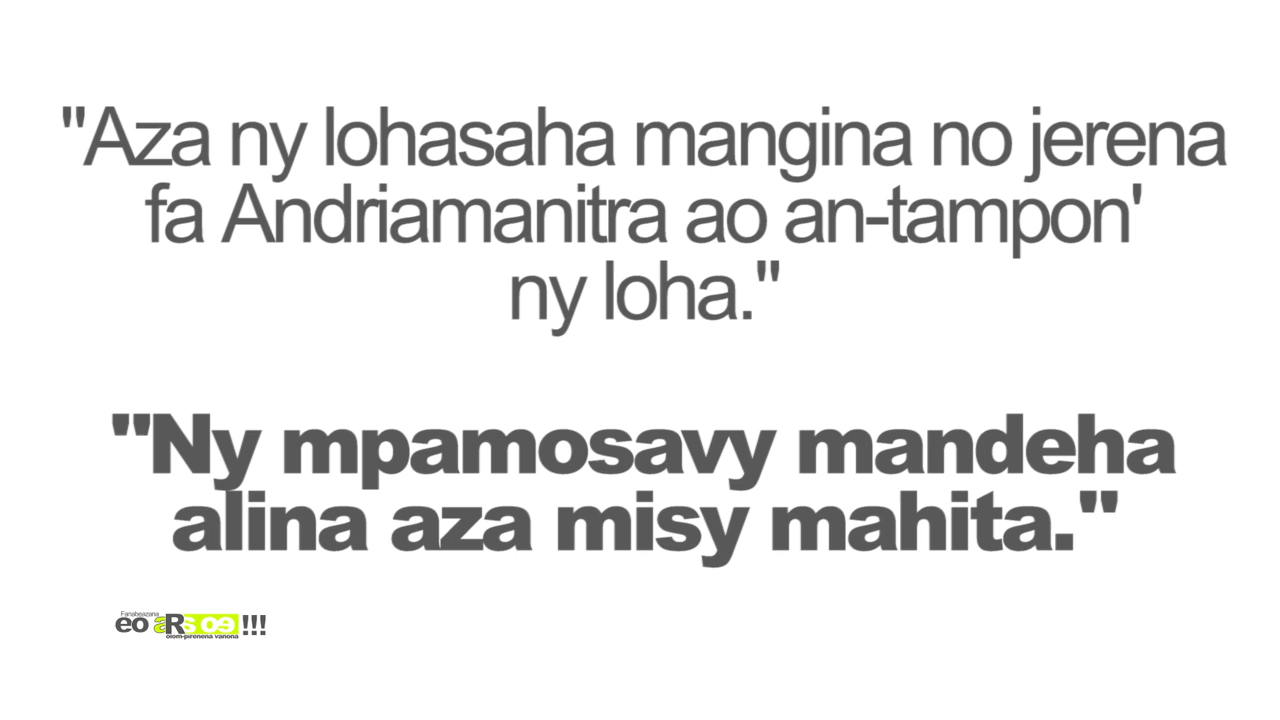 "Aza ny lohasaha mangina no jerena
fa Andriamanitra ao an-tampon'
ny loha."
"Ny mpamosavy mandeha
alina aza misy mahita."
Fanabeazana
eo aRs oe !!!
olom-pirenena vanona